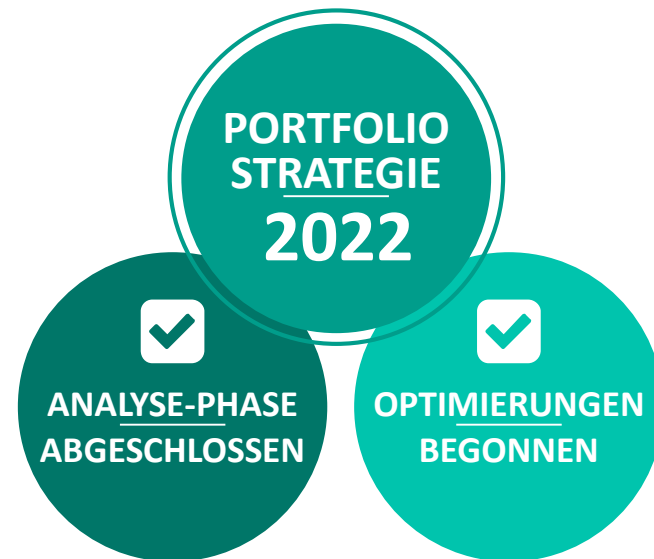 PORTFOLIO
STRATEGIE
2022
ANALYSE-PHASE
ABGESCHLOSSEN
OPTIMIERUNGEN
BEGONNEN